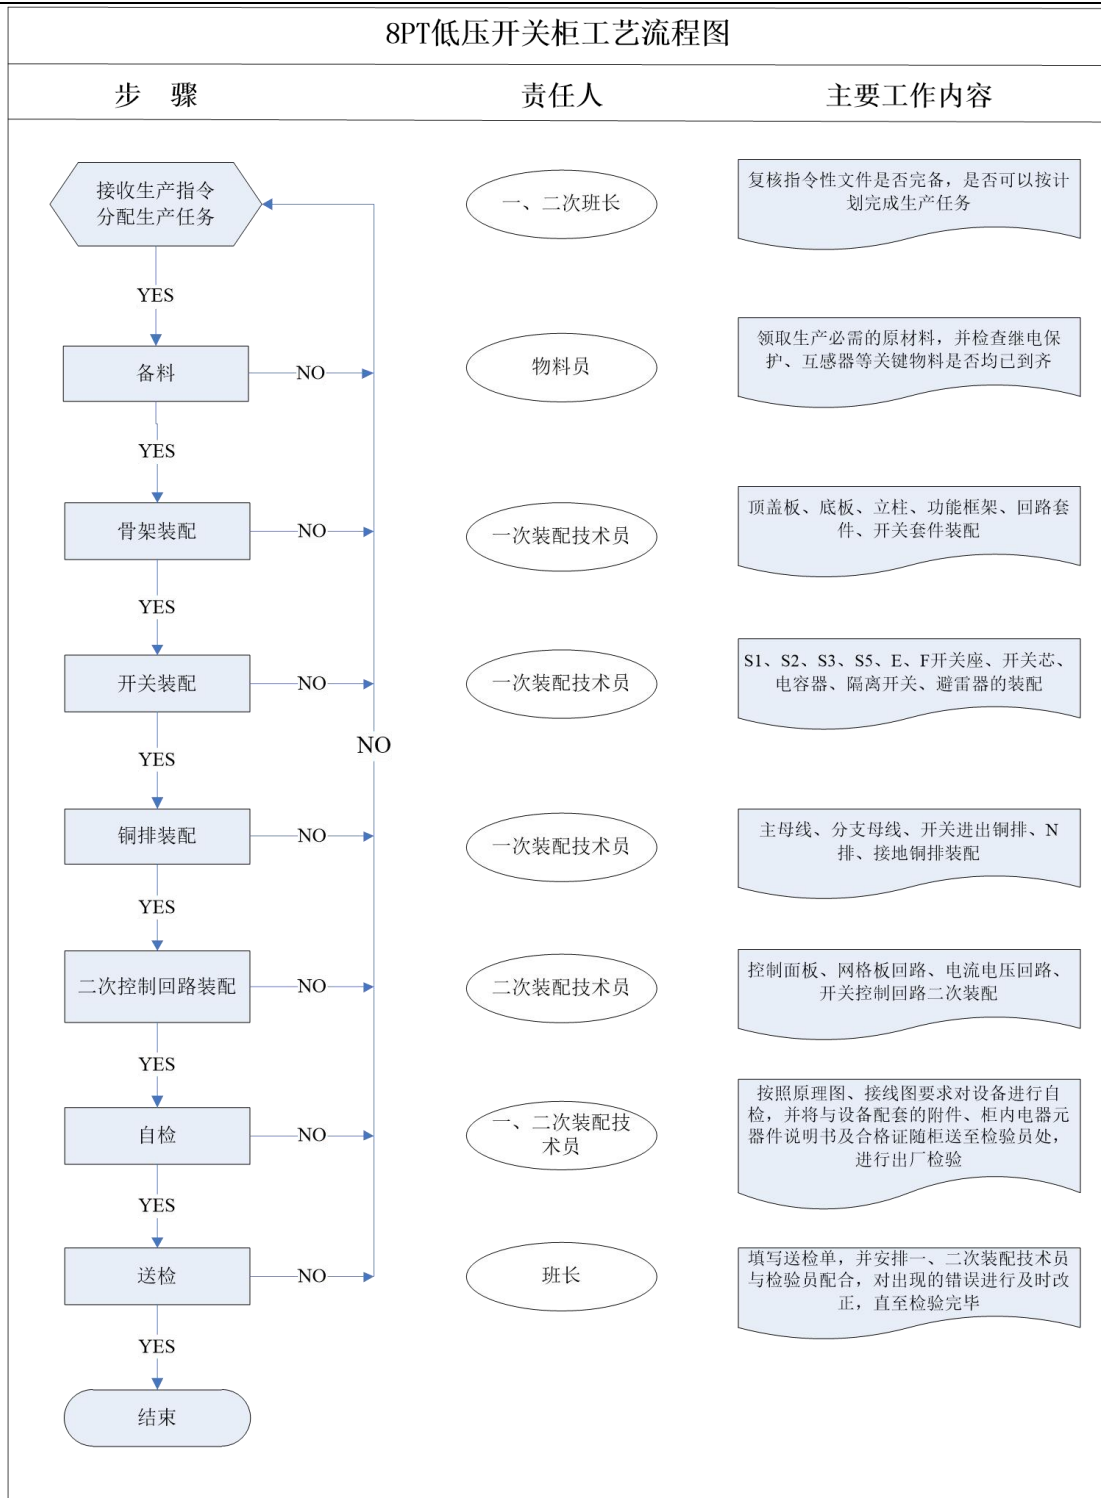 8PT低压开关柜工艺流程图
步 骤
责任人
主要工作内容
接收生产指令
分配生产任务
一、二次班长
复核指令性文件是否完备，是否可以按计
划完成生产任务
YES
备料
NO
物料员
领取生产必需的原材料，并检查继电保
护、互感器等关键物料是否均已到齐
YES
骨架装配
NO
一次装配技术员
顶盖板、底板、立柱、功能框架、回路套
件、开关套件装配
YES
开关装配
NO
一次装配技术员
S1、S2、S3、S5、E、F开关座、开关芯、
电容器、隔离开关、避雷器的装配
NO
YES
铜排装配
NO
一次装配技术员
主母线、分支母线、开关进出铜排、N
排、接地铜排装配
YES
二次控制回路装配
NO
二次装配技术员
控制面板、网格板回路、电流电压回路、
开关控制回路二次装配
YES
自检
NO
一、二次装配技
术员
按照原理图、接线图要求对设备进行自
检，并将与设备配套的附件、柜内电器元
器件说明书及合格证随柜送至检验员处，
进行出厂检验
YES
送检
NO
班长
填写送检单，并安排一、二次装配技术员
与检验员配合，对出现的错误进行及时改
正，直至检验完毕
YES
结束